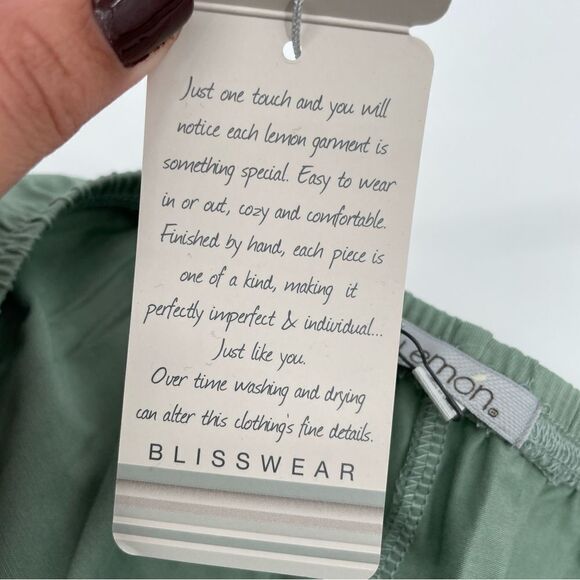 Just one touch and you will
notice each lemon garment is
something special. Easy to wear
in or out, cozy and comfortable.
Finished by hand, each piece is
one of a kind, making it
perfectly imperfect & individual...
Just like you.
Over time washing and drying
can alter this clothing's fine details.
BLISSWEAR
Lemon®